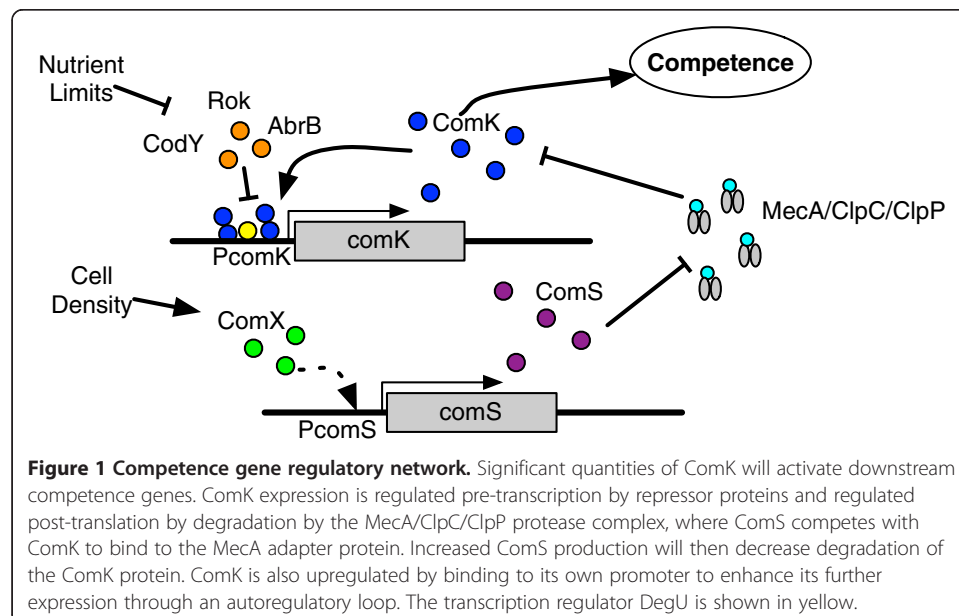 Nutrient
Limits
Rok
AbrB
CodY
ComK
Competence
MecA/ClpC/ClpP
PcomK
comK
Cell
Density
ComX
ComS
PcomS
comS
Figure 1 Competence gene regulatory network. Significant quantities of ComK will activate downstream
competence genes. ComK expression is regulated pre-transcription by repressor proteins and regulated
post-translation by degradation by the MecA/ClpC/ClpP protease complex, where ComS competes with
ComK to bind to the MecA adapter protein. Increased ComS production will then decrease degradation of
the ComK protein. ComK is also upregulated by binding to its own promoter to enhance its further
expression through an autoregulatory loop. The transcription regulator DegU is shown in yellow.